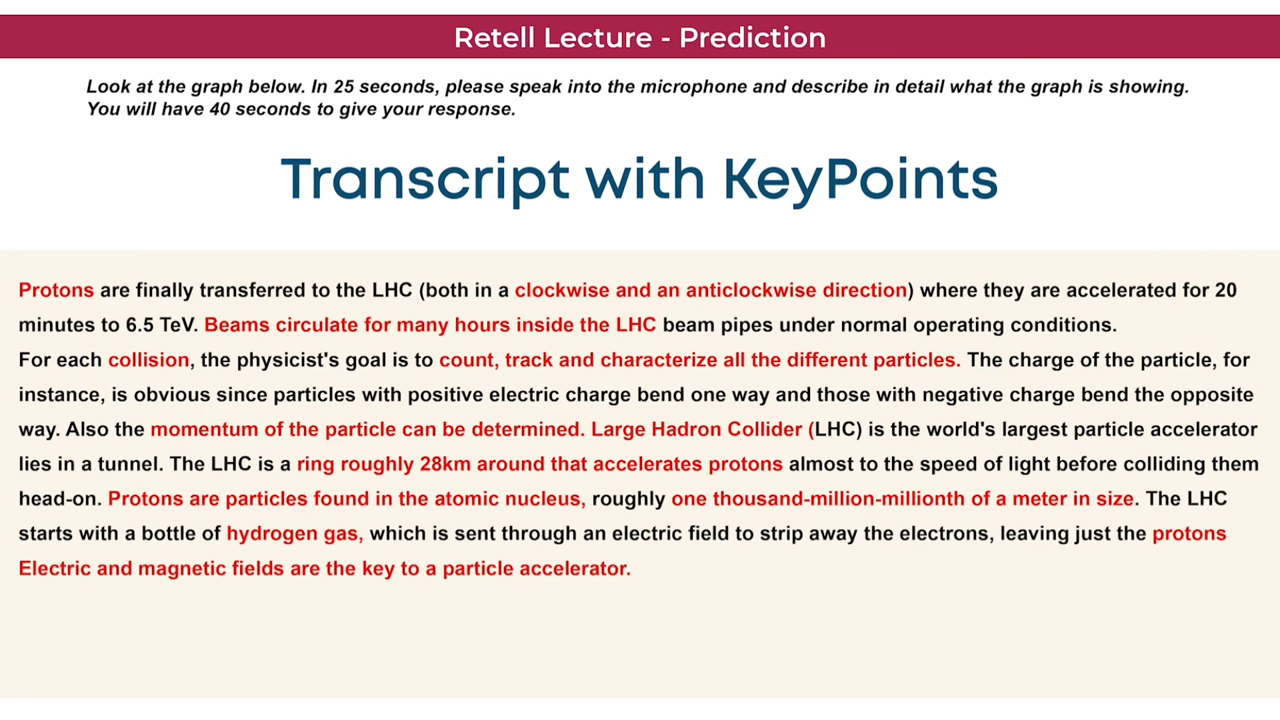 Retell Lecture - Prediction
Look at the graph below. In 25 seconds, please speak into the microphone and describe in detail what the graph is showing.
You will have 40 seconds to give your response.
Transcript with KeyPoints
Protons are finally transferred to the LHC (both in a clockwise and an anticlockwise direction) where they are accelerated for 20
minutes to 6.5 TeV. Beams circulate for many hours inside the LHC beam pipes under normal operating conditions.
For each collision, the physicist's goal is to count, track and characterize all the different particles. The charge of the particle, for
instance, is obvious since particles with positive electric charge bend one way and those with negative charge bend the opposite
way. Also the momentum of the particle can be determined. Large Hadron Collider (LHC) is the world's largest particle accelerator
lies in a tunnel. The LHC is a ring roughly 28km around that accelerates protons almost to the speed of light before colliding them
head-on. Protons are particles found in the atomic nucleus, roughly one thousand-million-millionth of a meter in size. The LHC
starts with a bottle of hydrogen gas, which is sent through an electric field to strip away the electrons, leaving just the protons
Electric and magnetic fields are the key to a particle accelerator.